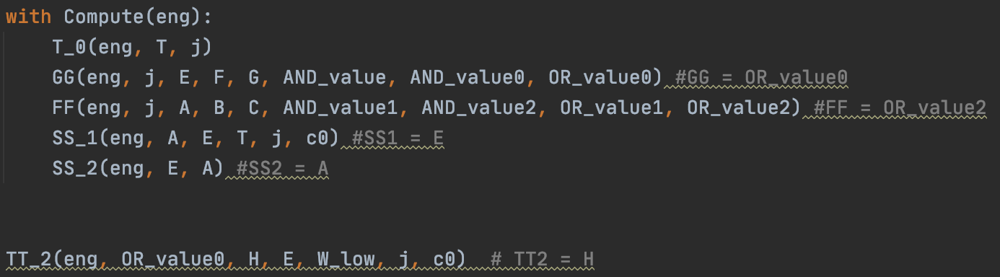 with Compute(eng):
T_0(eng, T, j)
GG(eng, j, E, F, G, AND_value, AND_value0, OR_value0) #GG = OR_value0
FF(eng, j, A, B, C, AND_value1, AND_value2, OR_value1, OR_value2) #FF = OR_value2
SS_1(eng, A, E, T, j, c0) #SS1 = E
SS_2(eng, E, A) #SS2 = A
TT_2(eng, OR_value0, H, E, W_low, j, c0)  # TT2 = H